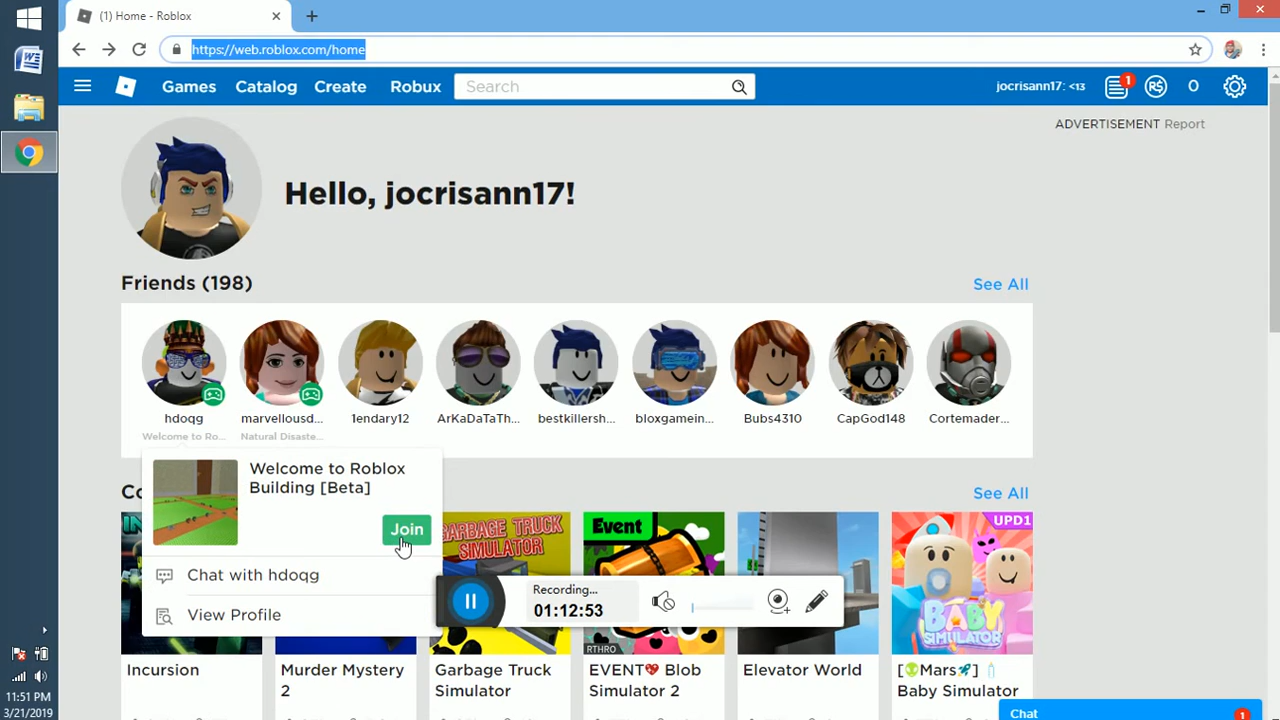 (1) Home - Roblox
https://web.roblox.com/home
Games Catalog Create Robux Search jocrisann17: <13 1 R$ 0
ADVERTISEMENT Report
Hello, jocrisann17!
Friends (198) See All
hdoqg marvellousd... 1endary12 ArKaDaTaTh... bestkillersh... bloxgamein... Bubs4310 CapGod148 Cortemader...
Welcome to Ro... Natural Disaste...
Welcome to Roblox
Building [Beta]
Join
Chat with hdoqg
View Profile
See All
GARBAGE TRUCK
SIMULATOR
Event
RTHRO
UPD1
BABY
SIMULATOR
Recording...
01:12:53
Incursion
Murder Mystery
2
Garbage Truck
Simulator
EVENT💖 Blob
Simulator 2
Elevator World
[👽Mars🚀] 🍼
Baby Simulator
Chat 1
11:51 PM
3/21/2019